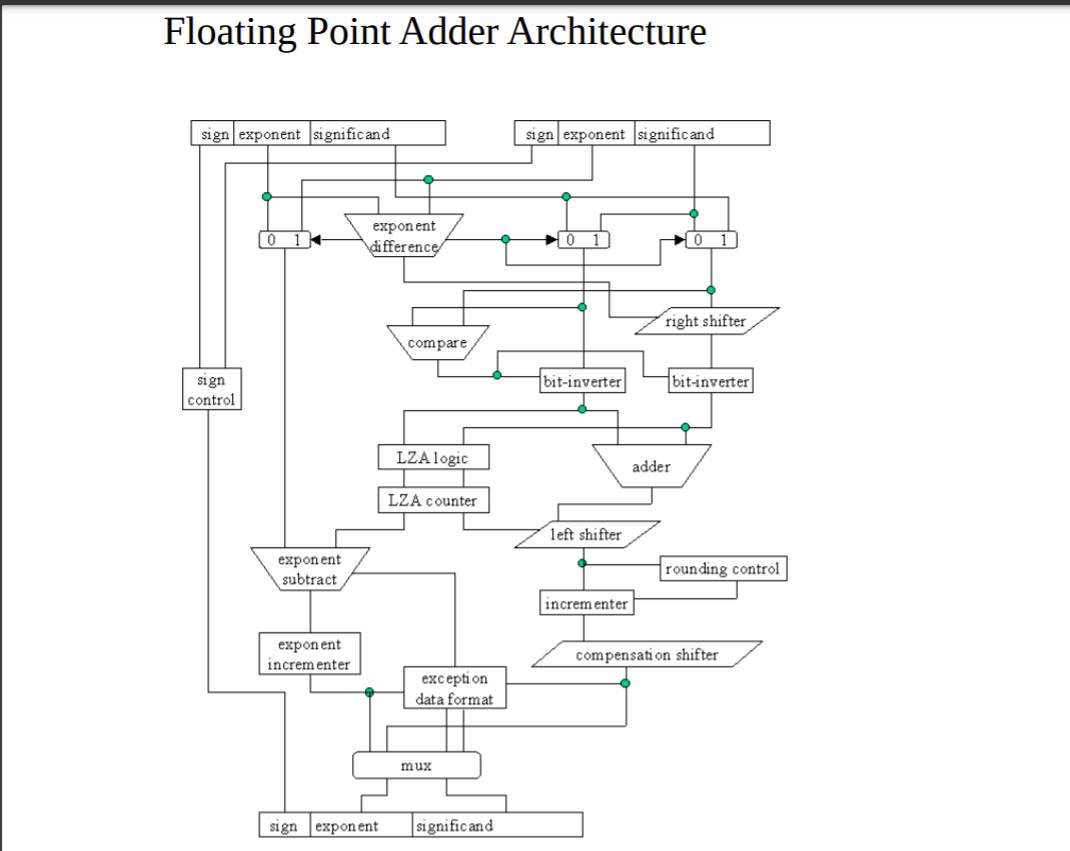 Floating Point Adder Architecture
sign exponent significand
sign exponent significand
0 1
exponent
difference
0 1
0 1
right shifter
compare
sign
control
bit-inverter
bit-inverter
LZA logic
adder
LZA counter
left shifter
exponent
subtract
rounding control
incrementer
exponent
incrementer
compensation shifter
exception
data format
mux
sign exponent significand